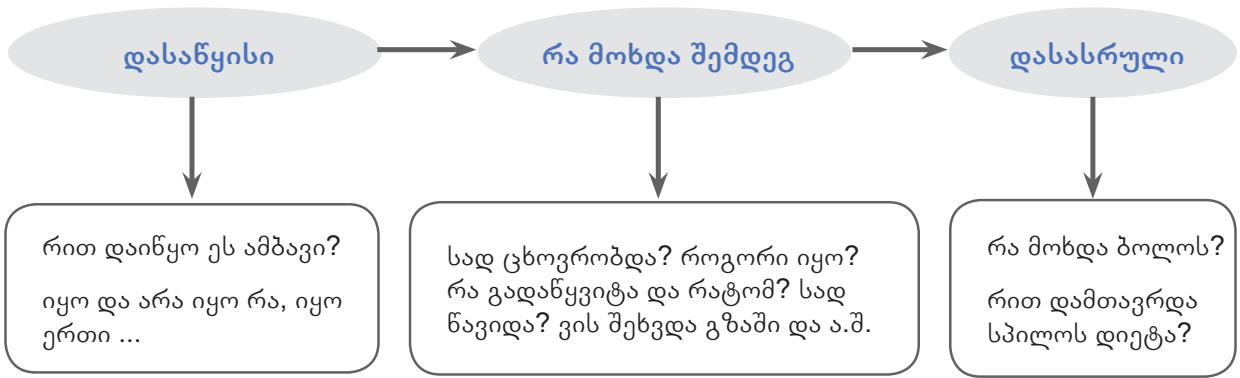 დასაწყისი
რა მოხდა შემდეგ
დასასრული
რით დაიწყო ეს ამბავი?
იყო და არა იყო რა, იყო
ერთი ...
სად ცხოვრობდა? როგორი იყო?
რა გადაწყვიტა და რატომ? სად
წავიდა? ვის შეხვდა გზაში და ა.შ.
რა მოხდა ბოლოს?
რით დამთავრდა
სპილოს დიეტა?